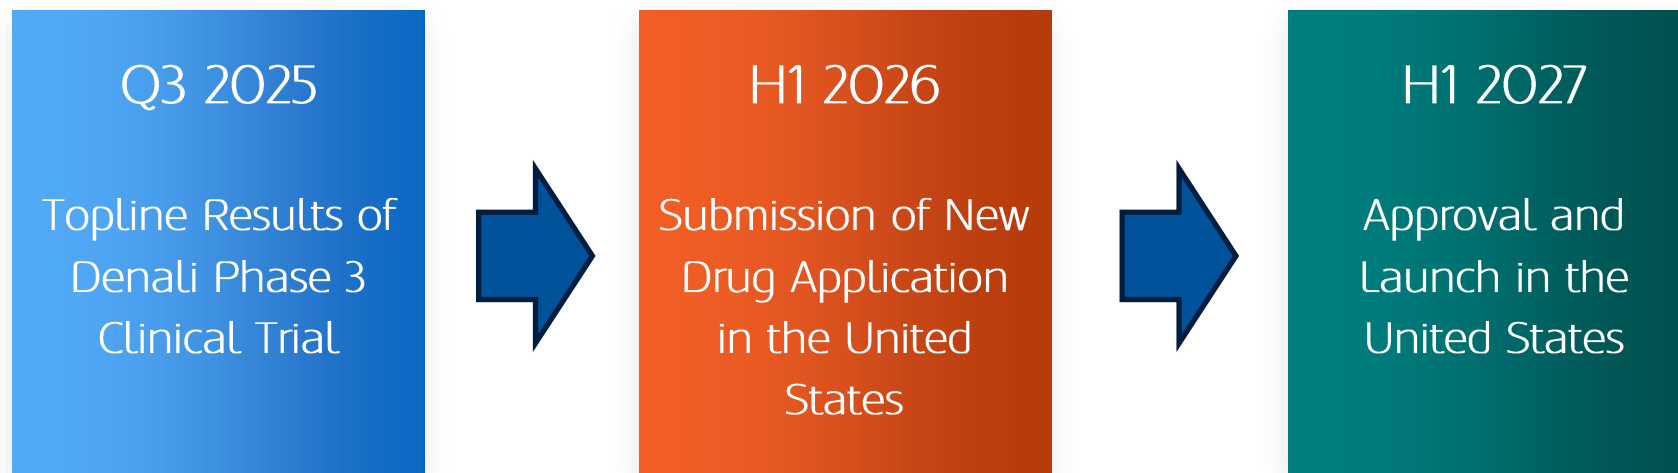 Q3 2025
Topline Results of
Denali Phase 3
Clinical Trial
H1 2026
Submission of New
Drug Application
in the United
States
H1 2027
Approval and
Launch in the
United States